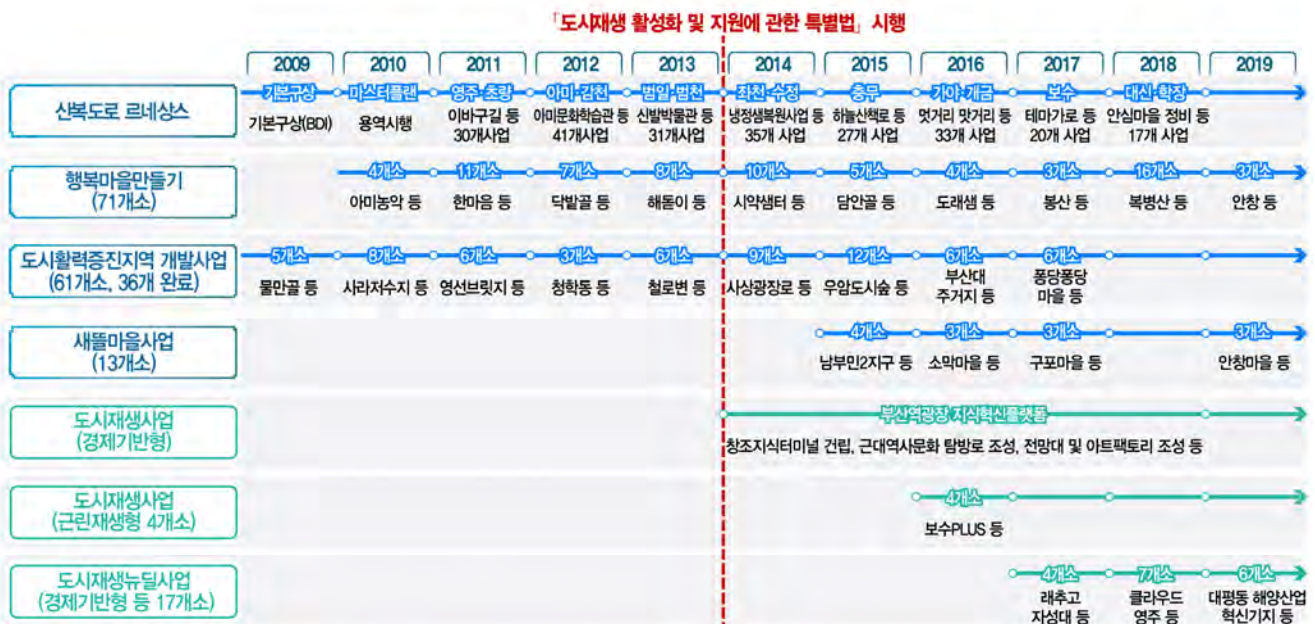 「도시재생 활성화 및 지원에 관한 특별법」 시행
2009 2010 2011 2012 2013 2014 2015 2016 2017 2018 2019
산복도로 르네상스
기본구상 마스터플랜 영주·초량 아미·감천 범일·범천 좌천·수정 충무 가야·개금 보수 대신·학장
기본구상(BDI) 용역시행 이바구길 등 아미문화학습관 등 신발박물관 등 냉정샘복원사업 등 하늘산책로 등 멋거리 맛거리 등 테마가로 등 안심마을 정비 등
30개사업 41개 사업 31개사업 35개 사업 27개 사업 33개 사업 20개 사업 17개 사업
행복마을만들기
(71개소)
4개소 11개소 7개소 8개소 10개소 5개소 4개소 3개소 16개소 3개소
아미농악 등 한마음 등 닥밭골 등 해돋이 등 시약샘터 등 담안골 등 도래샘 등 봉산 등 복병산 등 안창 등
도시활력증진지역 개발사업
(61개소, 36개 완료)
5개소 8개소 6개소 3개소 6개소 9개소 12개소 6개소 6개소
물만골 등 사라저수지 등 영선브릿지 등 청학동 등 철로변 등 사상광장로 등 우암도시숲 등 부산대 퐁당퐁당
주거지 등 마을 등
새뜰마을사업
(13개소)
4개소 3개소 3개소 3개소
남부민2지구 등 소막마을 등 구포마을 등 안창마을 등
도시재생사업
(경제기반형)
부산역광장 지식혁신플랫폼
창조지식터미널 건립, 근대역사문화 탐방로 조성, 전망대 및 아트팩토리 조성 등
도시재생사업
(근린재생형 4개소)
4개소
보수PLUS 등
도시재생뉴딜사업
(경제기반형 등 17개소)
4개소 7개소 6개소
래추고 클라우드 대평동 해양산업
자성대 등 영주 등 혁신기지 등